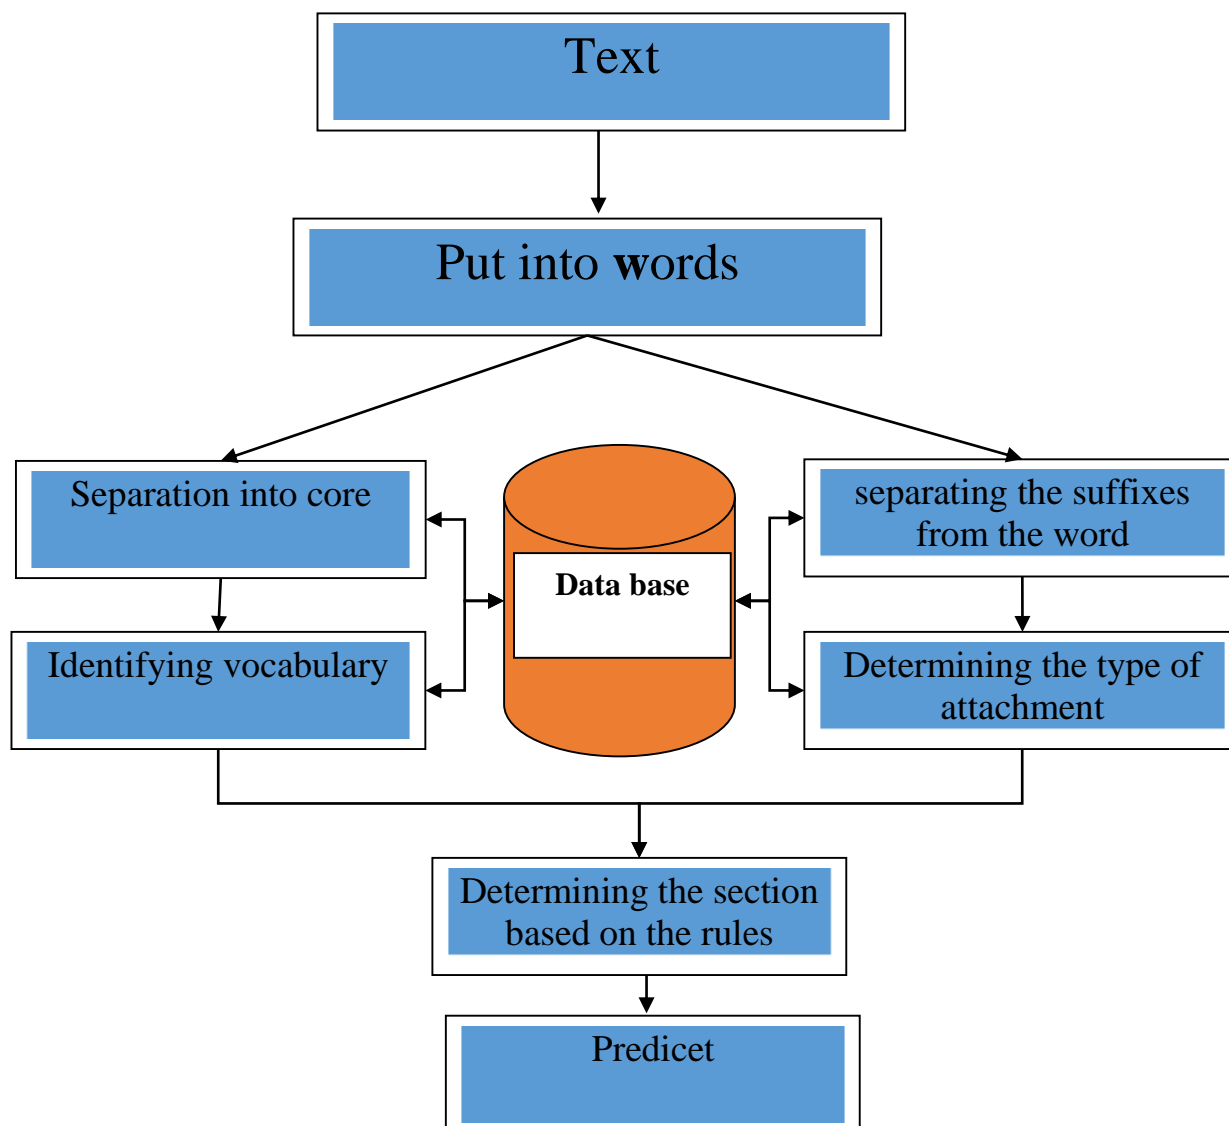 Text
Put into words
Separation into core
separating the suffixes
from the word
Data base
Identifying vocabulary
Determining the type of
attachment
Determining the section
based on the rules
Predicet